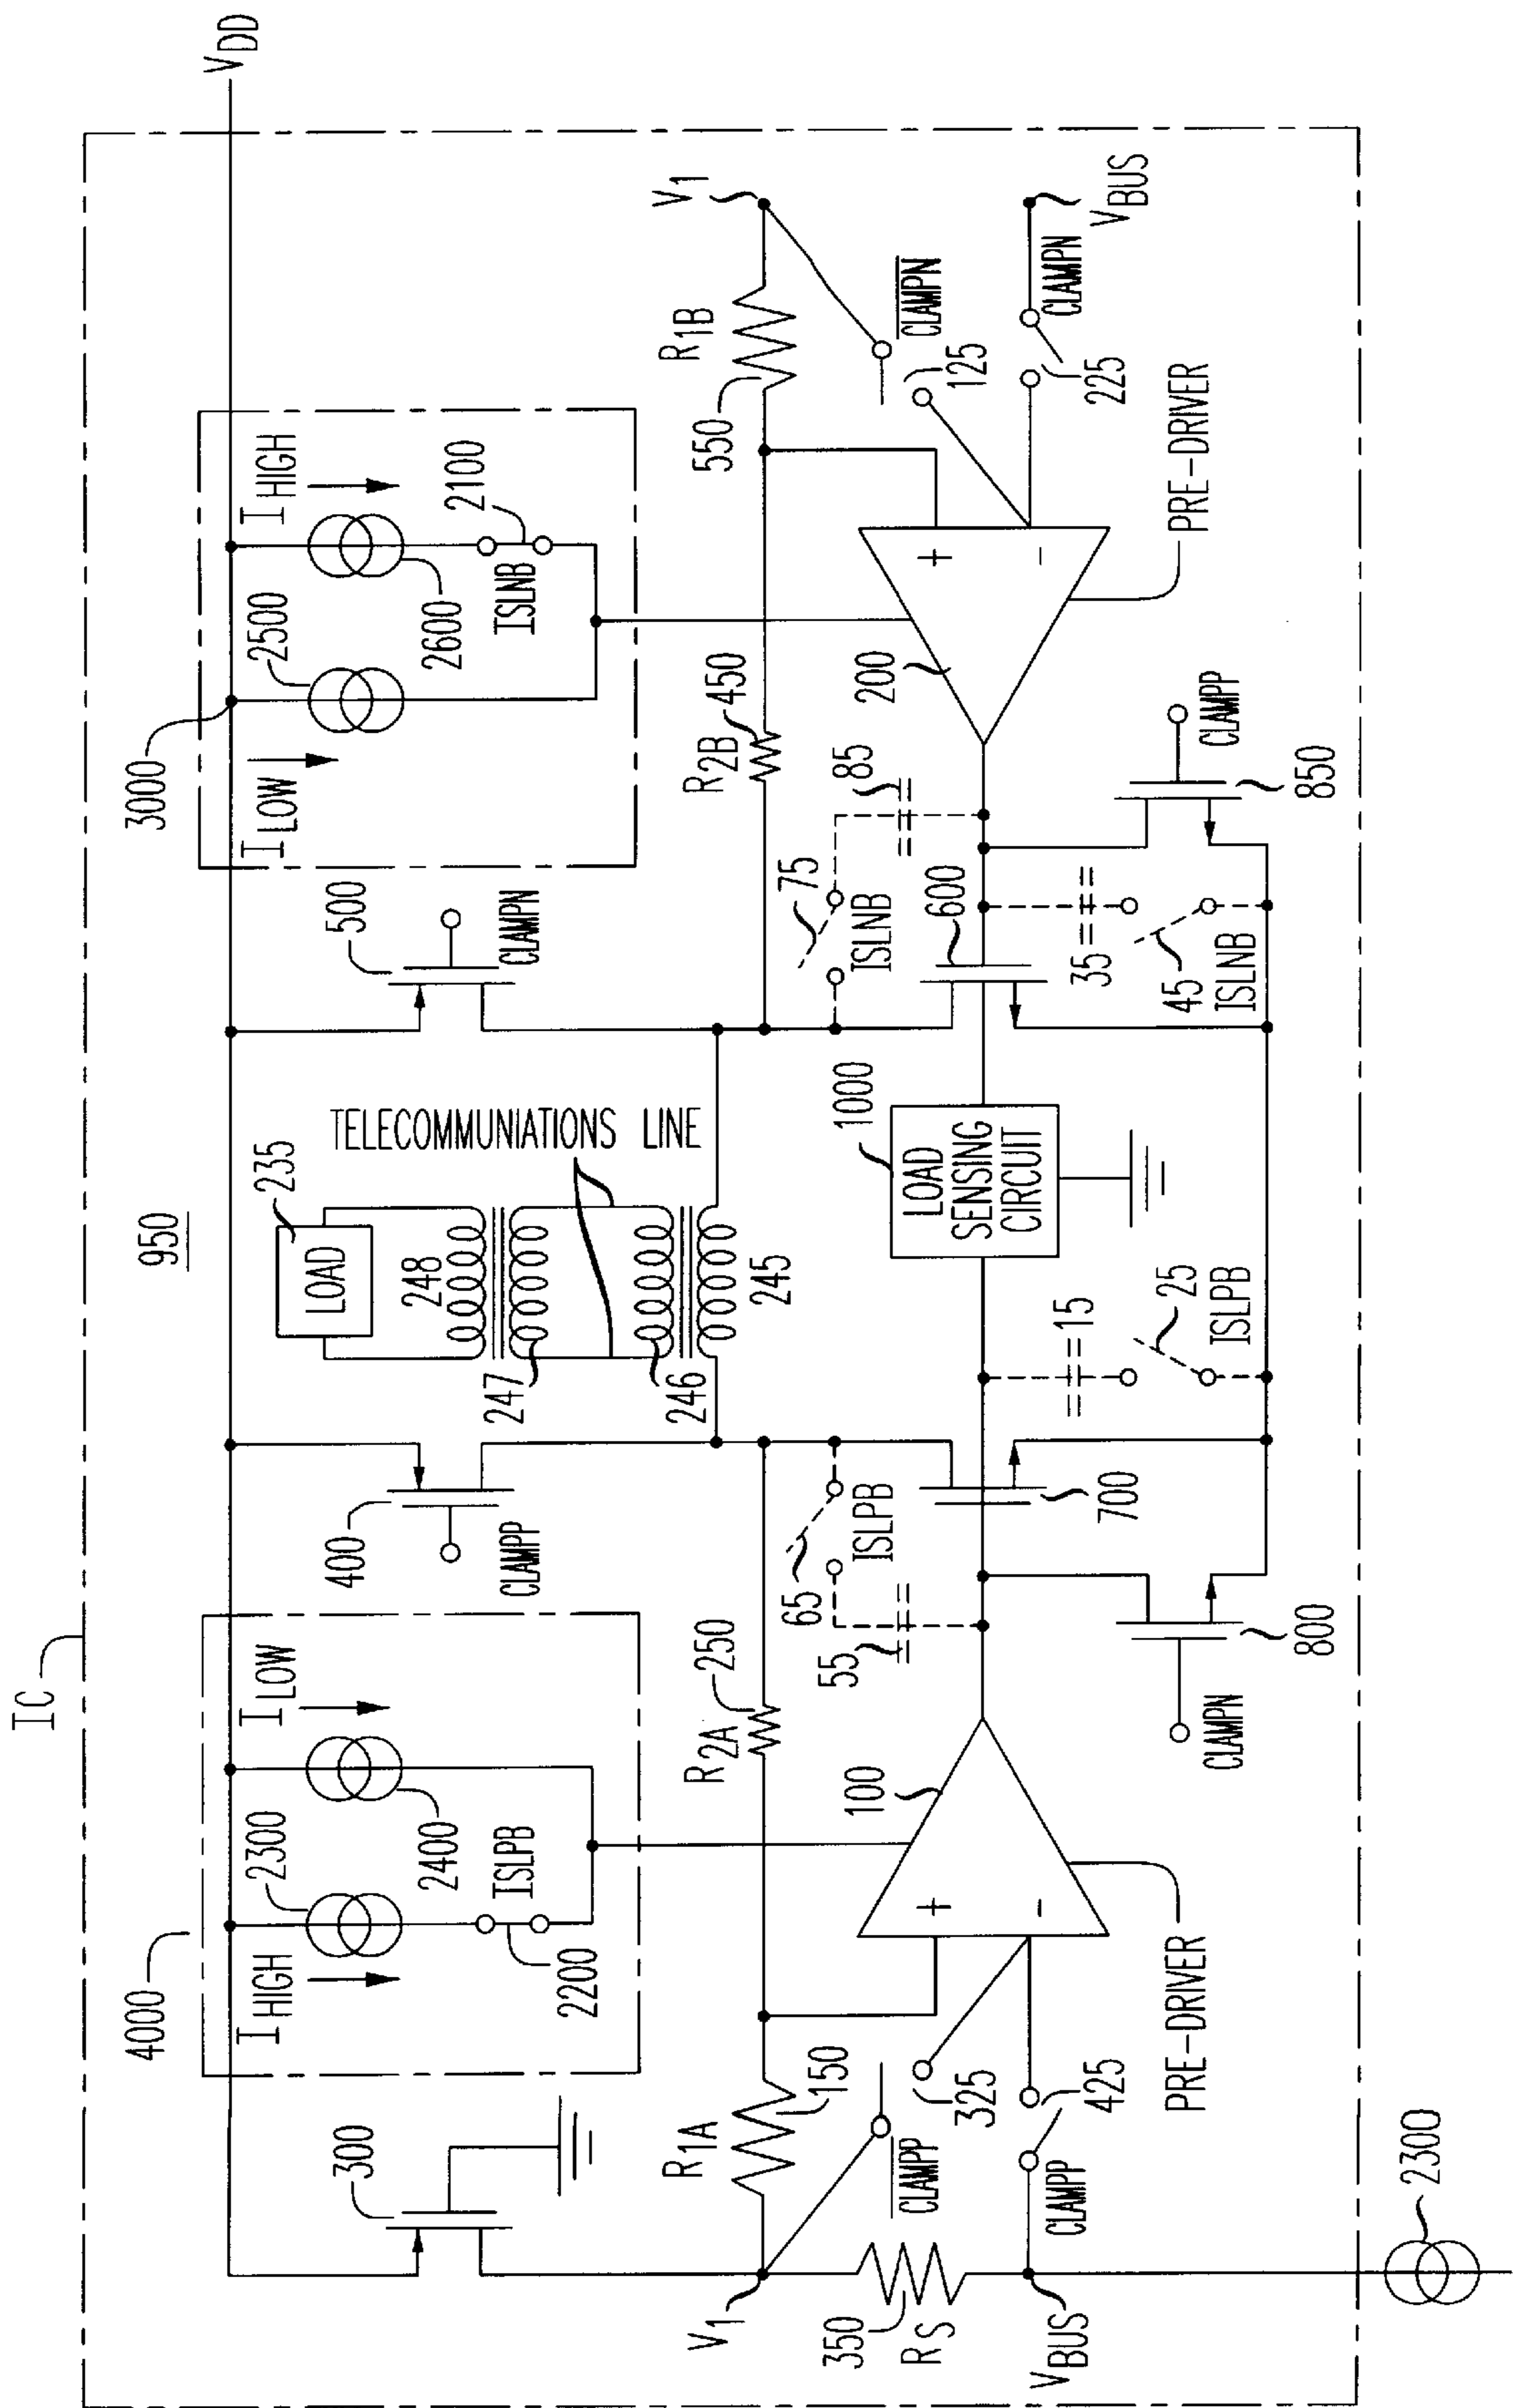 IC
950
V_DD
4000
I_HIGH
2300
2400
I_LOW
ISLPB
2200
300
400
CLAMPP
235
LOAD
248
247
246
245
TELECOMMUNIATIONS LINE
500
CLAMPN
3000
I_LOW
2500
I_HIGH
2600
ISLNB
2100
V_1
R_1A
150
R_2A
250
CLAMPP
325
350
R_S
V_BUS
CLAMPP
425
2300
+
-
100
PRE-DRIVER
55
65
ISLPB
700
800
CLAMPN
15
25
ISLPB
1000
LOAD
SENSING
CIRCUIT
600
75
ISLNB
85
35
45
ISLNB
850
CLAMPP
R_2B
450
550
R_1B
V_1
CLAMPN
125
CLAMPN
225
V_BUS
200
+
-
PRE-DRIVER